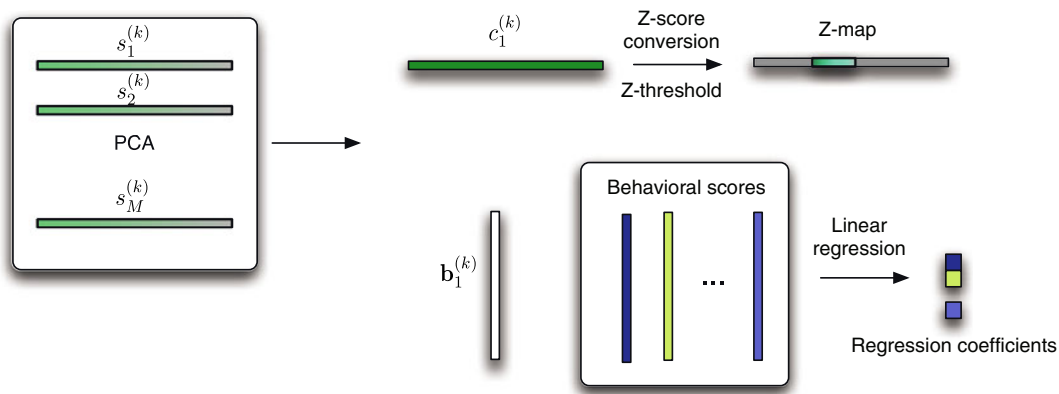 s_1^{(k)}
s_2^{(k)}
PCA
s_M^{(k)}
c_1^{(k)}
Z-score
conversion
Z-threshold
Z-map
b_1^{(k)}
Behavioral scores
...
Linear
regression
Regression coefficients